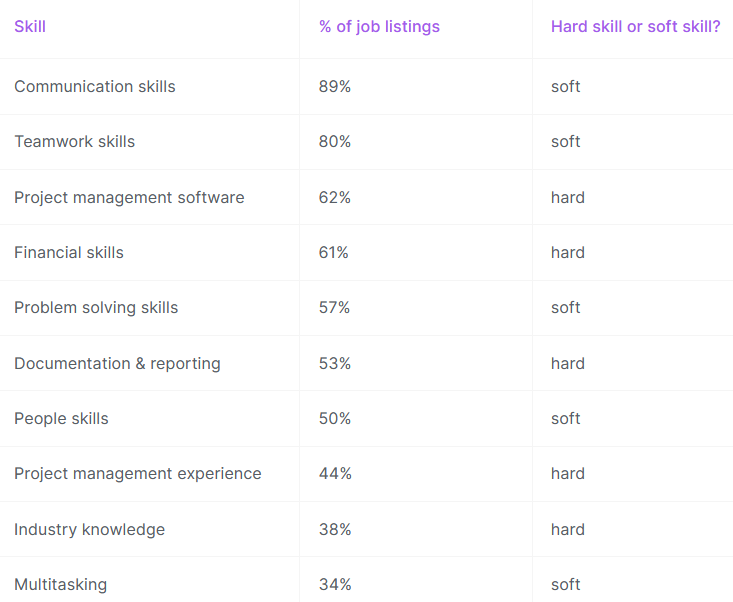 Skill % of job listings Hard skill or soft skill?
Communication skills 89% soft
Teamwork skills 80% soft
Project management software 62% hard
Financial skills 61% hard
Problem solving skills 57% soft
Documentation & reporting 53% hard
People skills 50% soft
Project management experience 44% hard
Industry knowledge 38% hard
Multitasking 34% soft